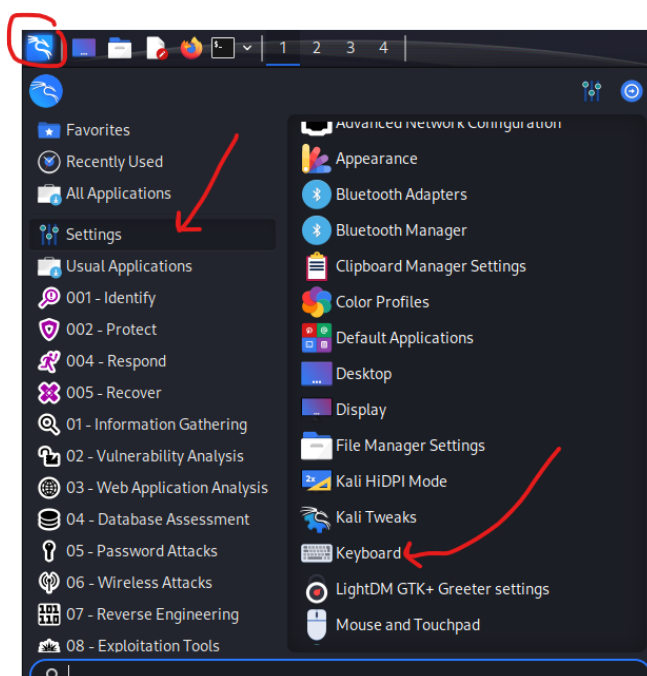 1 2 3 4
Favorites
Recently Used
All Applications
Settings
Usual Applications
001 - Identify
002 - Protect
004 - Respond
005 - Recover
01 - Information Gathering
02 - Vulnerability Analysis
03 - Web Application Analysis
04 - Database Assessment
05 - Password Attacks
06 - Wireless Attacks
07 - Reverse Engineering
08 - Exploitation Tools
Advanced Network Configuration
Appearance
Bluetooth Adapters
Bluetooth Manager
Clipboard Manager Settings
Color Profiles
Default Applications
Desktop
Display
File Manager Settings
2x
Kali HiDPI Mode
Kali Tweaks
Keyboard
LightDM GTK+ Greeter settings
Mouse and Touchpad